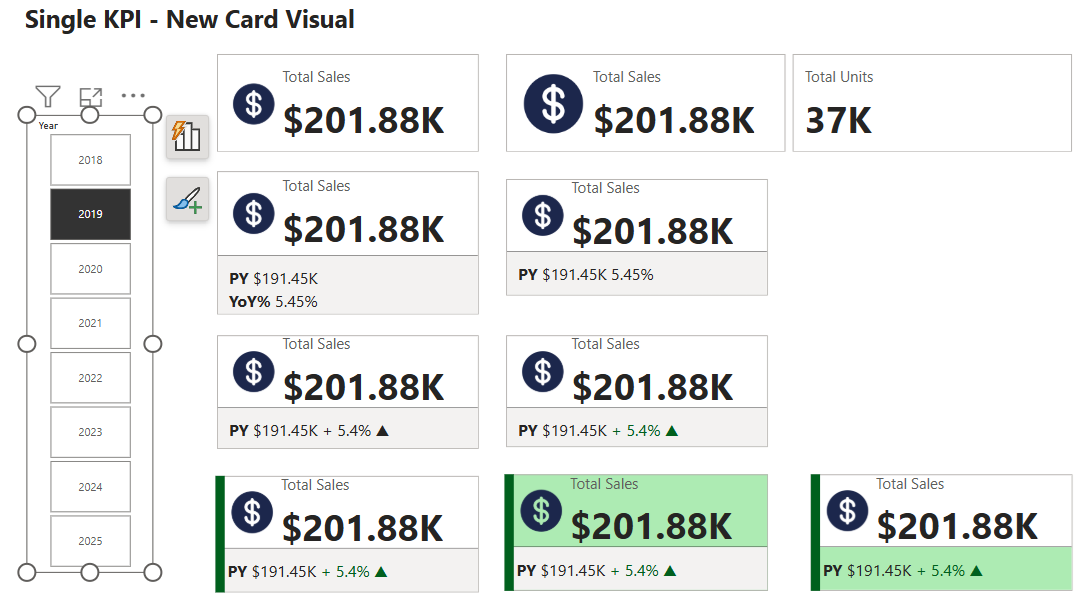 Single KPI - New Card Visual
Year
2018
2019
2020
2021
2022
2023
2024
2025
Total Sales
$
$201.88K
Total Sales
$
$201.88K
Total Units
37K
Total Sales
$
$201.88K
PY $191.45K
YoY% 5.45%
Total Sales
$
$201.88K
PY $191.45K 5.45%
Total Sales
$
$201.88K
PY $191.45K + 5.4% ▲
Total Sales
$
$201.88K
PY $191.45K + 5.4% ▲
Total Sales
$
$201.88K
PY $191.45K + 5.4% ▲
Total Sales
$
$201.88K
PY $191.45K + 5.4% ▲
Total Sales
$
$201.88K
PY $191.45K + 5.4% ▲